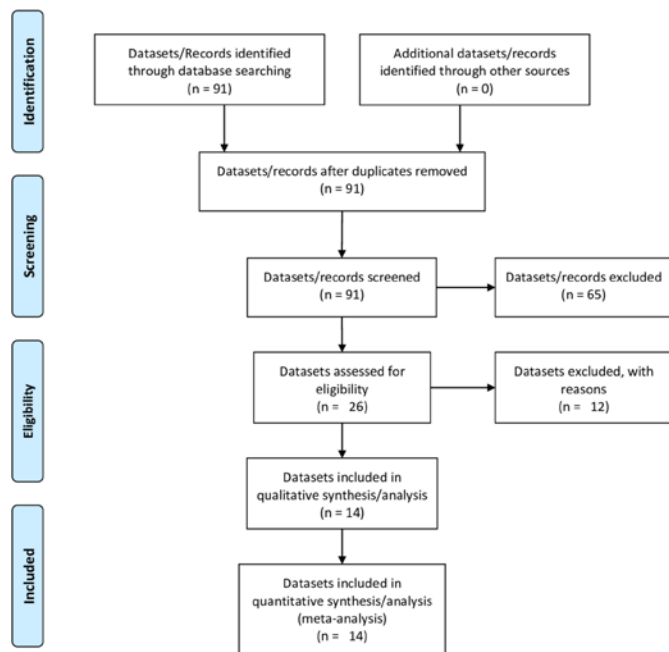 Identification
Datasets/Records identified
through database searching
(n = 91)
Additional datasets/records
identified through other sources
(n = 0)
Datasets/records after duplicates removed
(n = 91)
Screening
Datasets/records screened
(n = 91)
Datasets/records excluded
(n = 65)
Eligibility
Datasets assessed for
eligibility
(n = 26)
Datasets excluded, with
reasons
(n = 12)
Datasets included in
qualitative synthesis/analysis
(n = 14)
Included
Datasets included in
quantitative synthesis/analysis
(meta-analysis)
(n = 14)